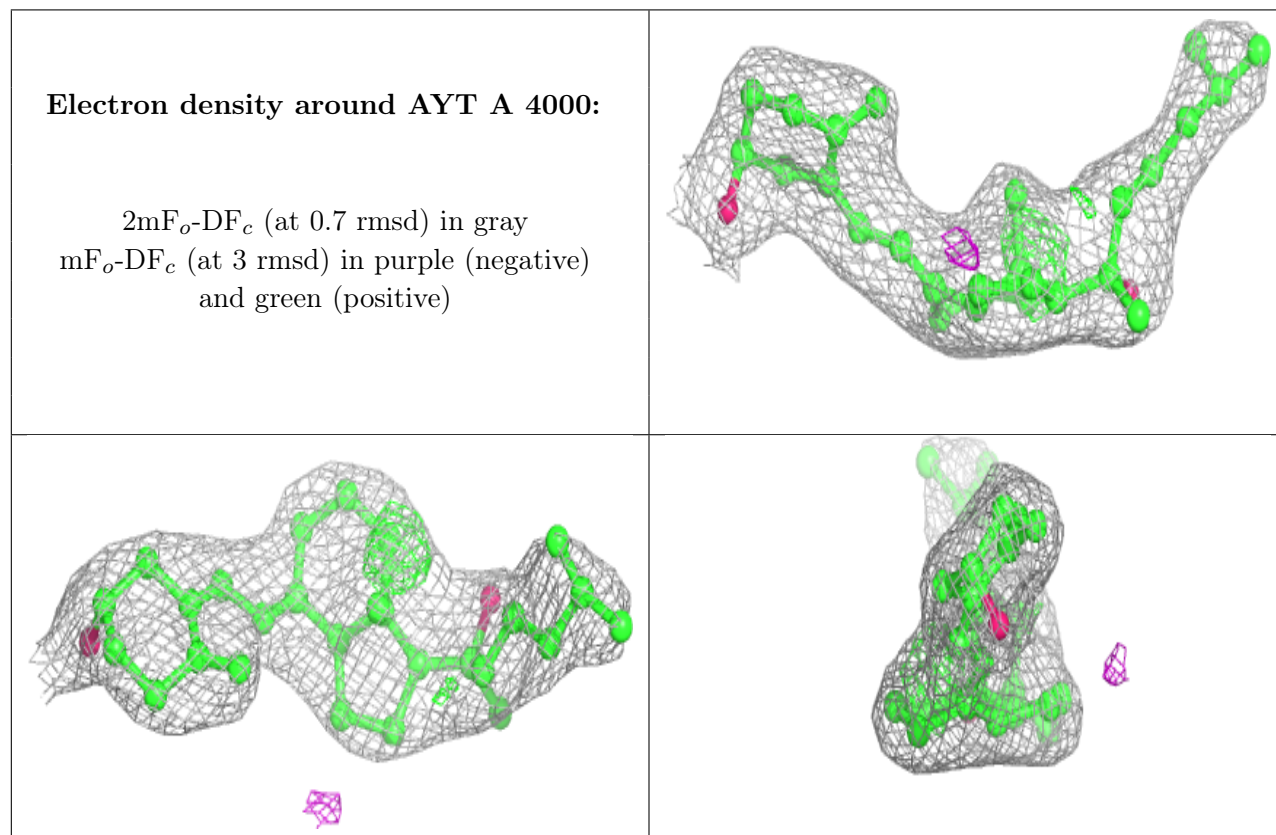 Electron density around AYT A 4000:
2mFₒ-DF𝒸 (at 0.7 rmsd) in gray
mFₒ-DF𝒸 (at 3 rmsd) in purple (negative)
and green (positive)